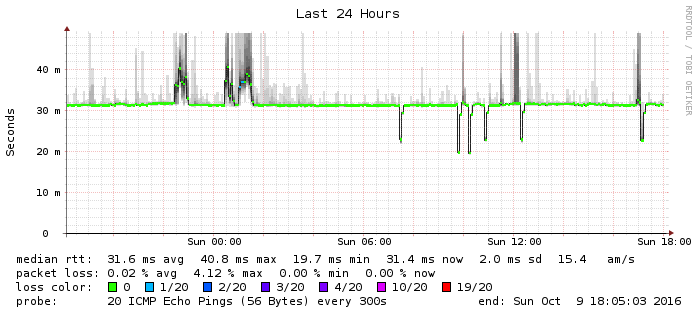 Last 24 Hours
RRDTOOL / TOBI OETIKER
Seconds
40 m
30 m
20 m
10 m
0
Sun 00:00 Sun 06:00 Sun 12:00 Sun 18:00
median rtt: 31.6 ms avg 40.8 ms max 19.7 ms min 31.4 ms now 2.0 ms sd 15.4 am/s
packet loss: 0.02 % avg 4.12 % max 0.00 % min 0.00 % now
loss color: 0 1/20 2/20 3/20 4/20 10/20 19/20
probe: 20 ICMP Echo Pings (56 Bytes) every 300s end: Sun Oct 9 18:05:03 2016